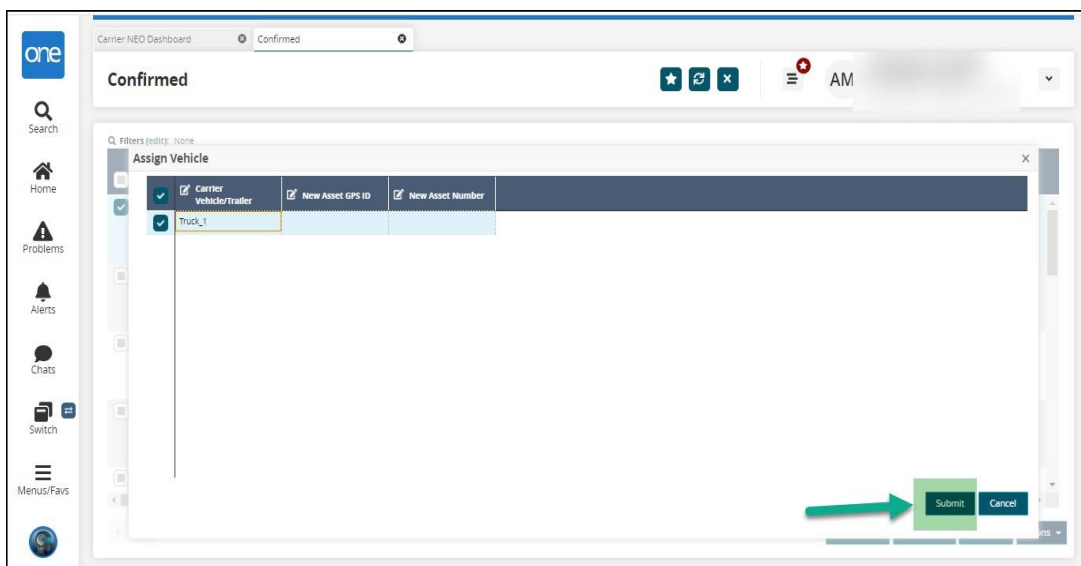 one
Carrier NEO Dashboard
Confirmed
Confirmed
AM
Search
Home
Problems
Alerts
Chats
Switch
Menus/Favs
Filters (edit): None
Assign Vehicle
Carrier
Vehicle/Trailer
New Asset GPS ID
New Asset Number
Truck_1
Submit
Cancel